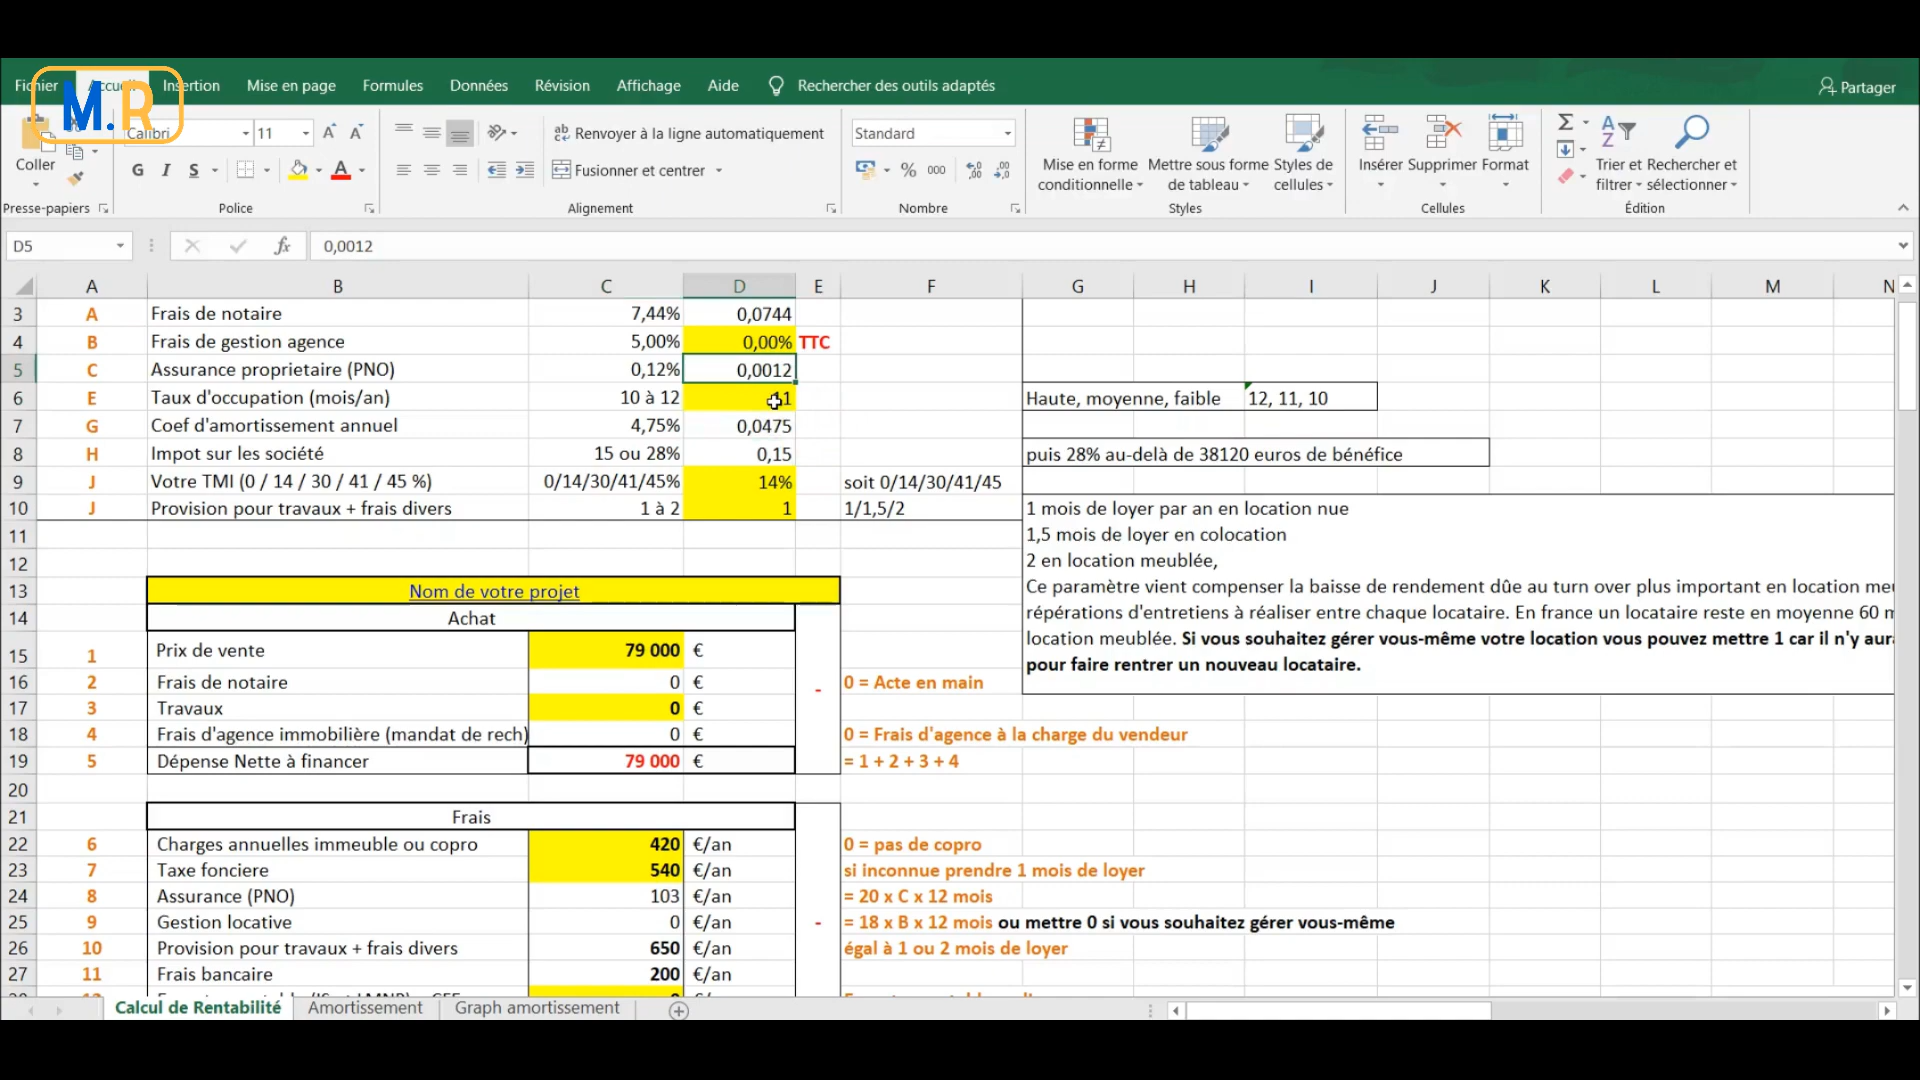 Fichier Accueil Insertion Mise en page Formules Données Révision Affichage Aide Rechercher des outils adaptés Partager
M.R
Calibri 11 Renvoyer à la ligne automatiquement Standard
Coller G I S Fusionner et centrer % 000
Mise en forme conditionnelle Mettre sous forme de tableau Styles de cellules Insérer Supprimer Format Trier et filtrer Rechercher et sélectionner
Presse-papiers Police Alignement Nombre Styles Cellules Édition
D5 fx 0,0012
A B C D E F G H I J K L M N
3 A Frais de notaire 7,44% 0,0744
4 B Frais de gestion agence 5,00% 0,00% TTC
5 C Assurance proprietaire (PNO) 0,12% 0,0012
6 E Taux d'occupation (mois/an) 10 à 12 11 Haute, moyenne, faible 12, 11, 10
7 G Coef d'amortissement annuel 4,75% 0,0475
8 H Impot sur les société 15 ou 28% 0,15 puis 28% au-delà de 38120 euros de bénéfice
9 J Votre TMI (0 / 14 / 30 / 41 / 45 %) 0/14/30/41/45% 14% soit 0/14/30/41/45
10 J Provision pour travaux + frais divers 1 à 2 1 1/1,5/2 1 mois de loyer par an en location nue
11 1,5 mois de loyer en colocation
12 2 en location meublée,
13 Nom de votre projet Ce paramètre vient compenser la baisse de rendement dûe au turn over plus important en location meu
14 Achat répérations d'entretiens à réaliser entre chaque locataire. En france un locataire reste en moyenne 60 m
location meublée. Si vous souhaitez gérer vous-même votre location vous pouvez mettre 1 car il n'y aura
15 1 Prix de vente 79 000 € pour faire rentrer un nouveau locataire.
16 2 Frais de notaire 0 € - 0 = Acte en main
17 3 Travaux 0 €
18 4 Frais d'agence immobilière (mandat de rech) 0 € 0 = Frais d'agence à la charge du vendeur
19 5 Dépense Nette à financer 79 000 € = 1 + 2 + 3 + 4
20
21 Frais
22 6 Charges annuelles immeuble ou copro 420 €/an 0 = pas de copro
23 7 Taxe fonciere 540 €/an si inconnue prendre 1 mois de loyer
24 8 Assurance (PNO) 103 €/an = 20 x C x 12 mois
25 9 Gestion locative 0 €/an - = 18 x B x 12 mois ou mettre 0 si vous souhaitez gérer vous-même
26 10 Provision pour travaux + frais divers 650 €/an égal à 1 ou 2 mois de loyer
27 11 Frais bancaire 200 €/an
Calcul de Rentabilité Amortissement Graph amortissement